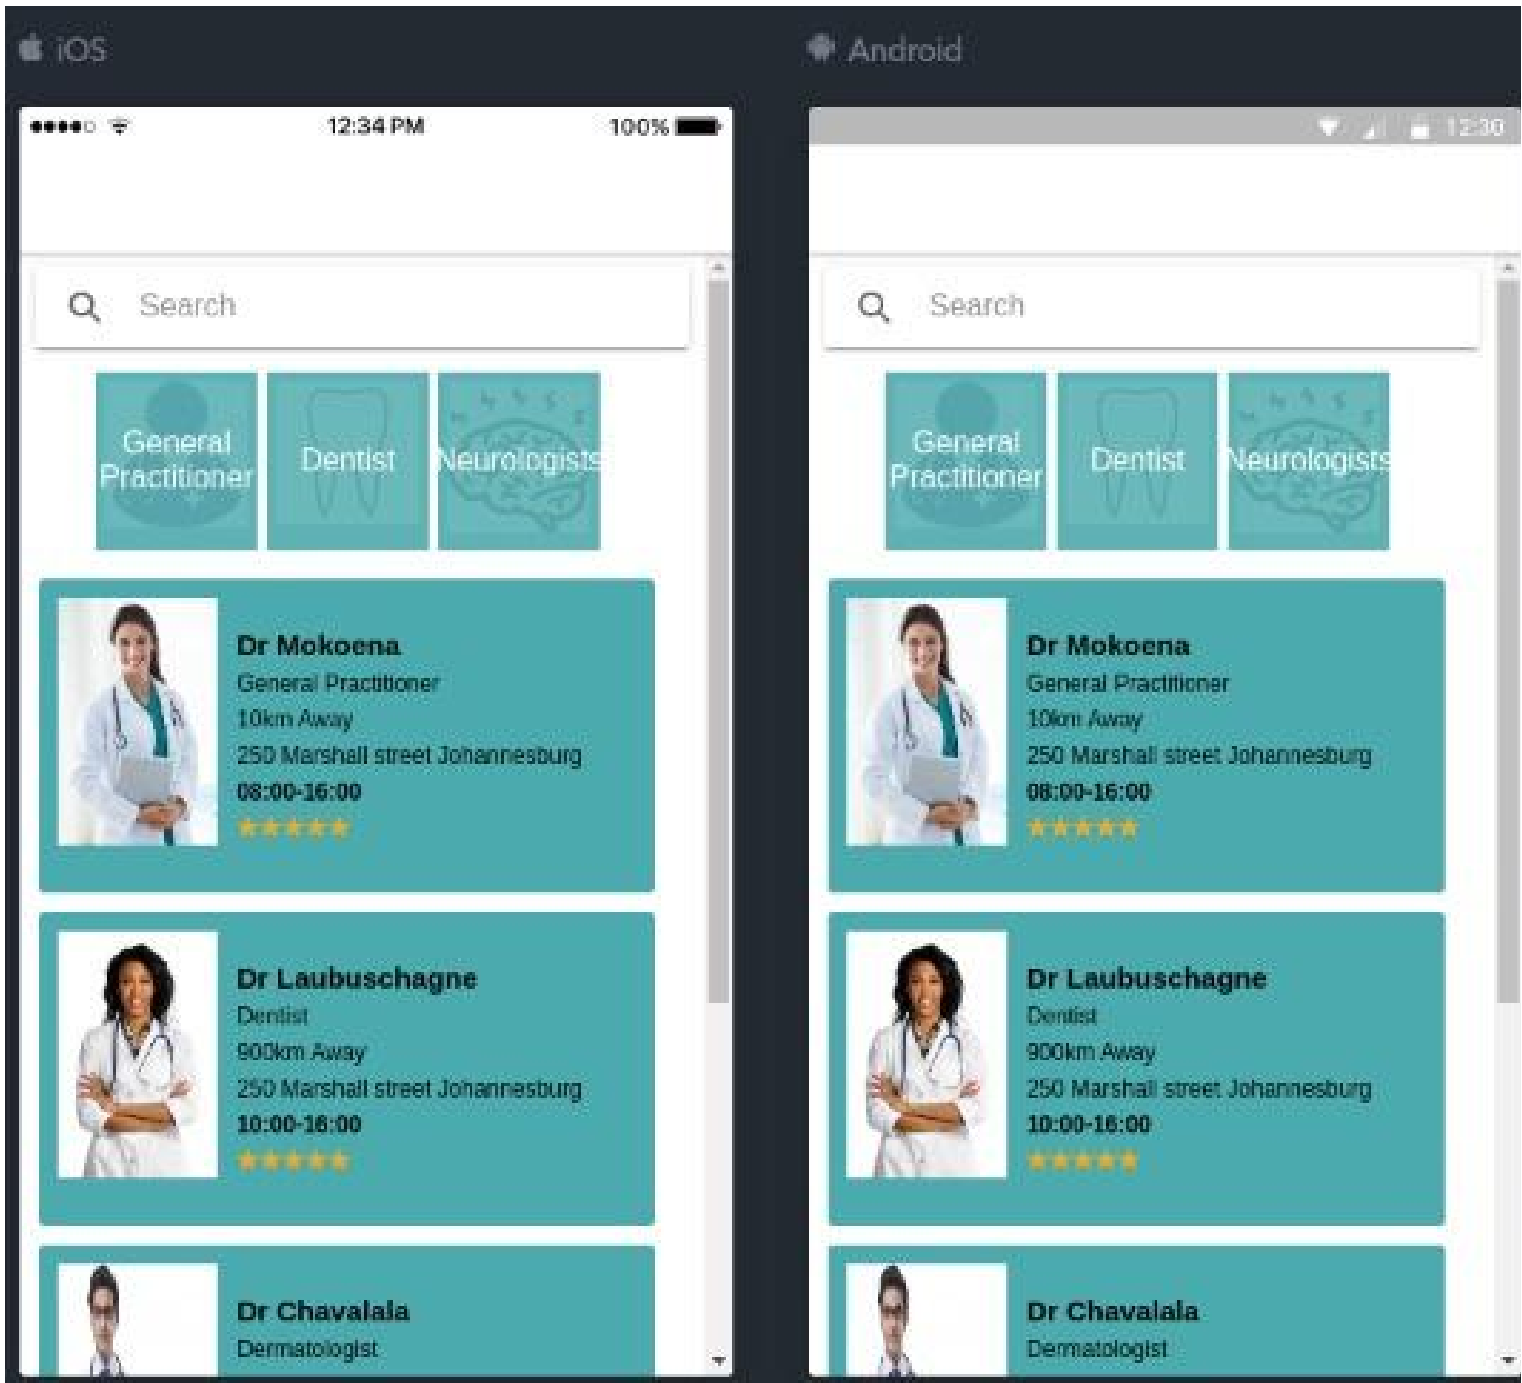 iOS
12:34 PM
100%
Search
General
Practitioner
Dentist
Neurologists
Dr Mokoena
General Practitioner
10km Away
250 Marshall street Johannesburg
08:00-16:00
Dr Laubuschagne
Dentist
900km Away
250 Marshall street Johannesburg
10:00-16:00
Dr Chavalala
Dermatologist
Android
12:30
Search
General
Practitioner
Dentist
Neurologists
Dr Mokoena
General Practitioner
10km Away
250 Marshall street Johannesburg
08:00-16:00
Dr Laubuschagne
Dentist
900km Away
250 Marshall street Johannesburg
10:00-16:00
Dr Chavalala
Dermatologist